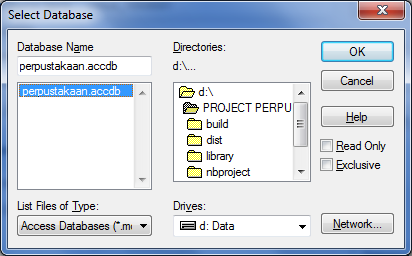 Select Database
Database Name
perpustakaan.accdb
perpustakaan.accdb
List Files of Type:
Access Databases (*.m
Directories:
d:\...
d:\
PROJECT PERPU
build
dist
library
nbproject
Drives:
d: Data
OK
Cancel
Help
Read Only
Exclusive
Network...